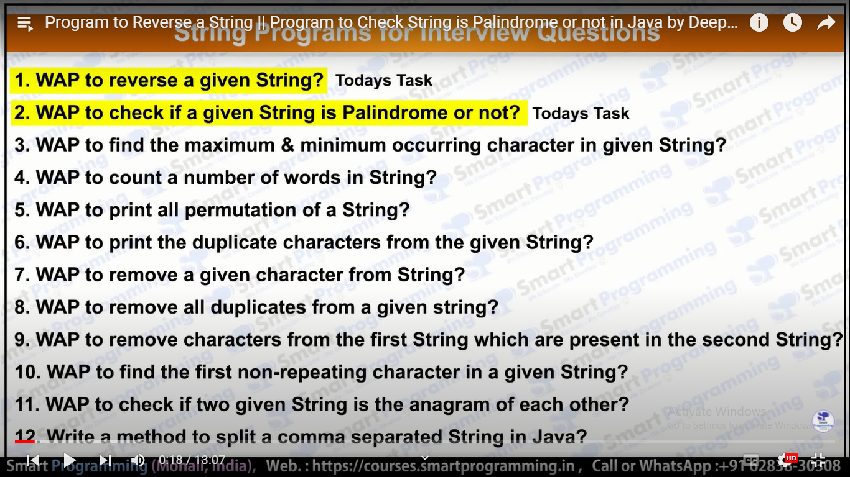 Program to Reverse a String || Program to Check String is Palindrome or not in Java by Deep...
String Programs for Interview Questions
1. WAP to reverse a given String? Todays Task
2. WAP to check if a given String is Palindrome or not? Todays Task
3. WAP to find the maximum & minimum occurring character in given String?
4. WAP to count a number of words in String?
5. WAP to print all permutation of a String?
6. WAP to print the duplicate characters from the given String?
7. WAP to remove a given character from String?
8. WAP to remove all duplicates from a given string?
9. WAP to remove characters from the first String which are present in the second String?
10. WAP to find the first non-repeating character in a given String?
11. WAP to check if two given String is the anagram of each other?
Activate Windows
12. Write a method to split a comma separated String in Java?
0:18 / 13:07
HD
Smart Programming (Mohali, India), Web. : https://courses.smartprogramming.in , Call or WhatsApp :+91 62838-30308
Smart Programming